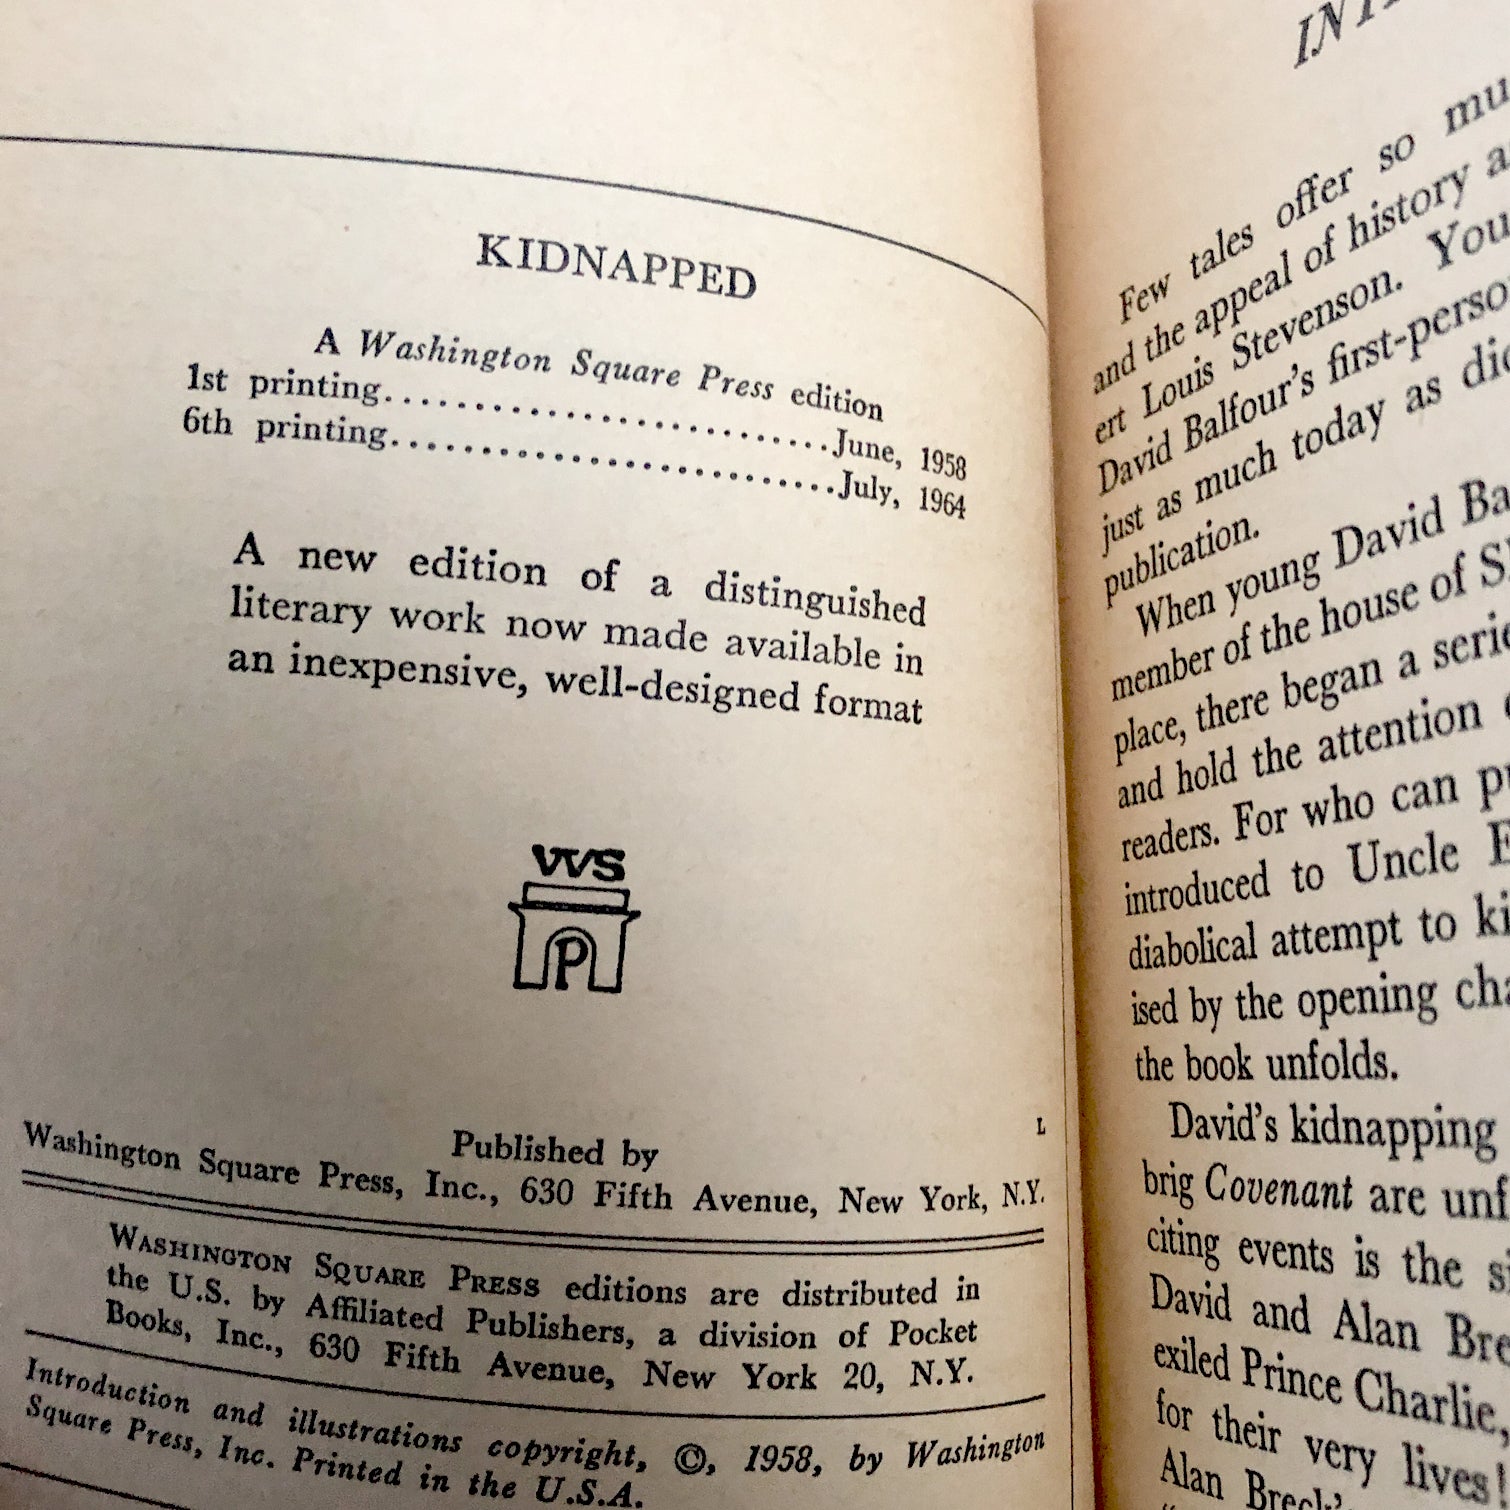 KIDNAPPED
A Washington Square Press edition
1st printing..............................June, 1958
6th printing..............................July, 1964
A new edition of a distinguished
literary work now made available in
an inexpensive, well-designed format
WS
P
L
Published by
Washington Square Press, Inc., 630 Fifth Avenue, New York, N.Y.
WASHINGTON SQUARE PRESS editions are distributed in
the U.S. by Affiliated Publishers, a division of Pocket
Books, Inc., 630 Fifth Avenue, New York 20, N.Y.
Introduction and illustrations copyright, ©, 1958, by Washington
Square Press, Inc. Printed in the U.S.A.
Few tales offer so
and the appeal of history
ert Louis Stevenson. You
David Balfour's first-perso
just as much today as
publication.
When young David Ba
member of the house of
place, there began a
and hold the attention
readers. For who can
introduced to Uncle
diabolical attempt to
ised by the opening
the book unfolds.
David's kidnapping
brig Covenant are unf
citing events is the
David and Alan Bre
exiled Prince Charlie,
for their very lives!
Alan Breck'